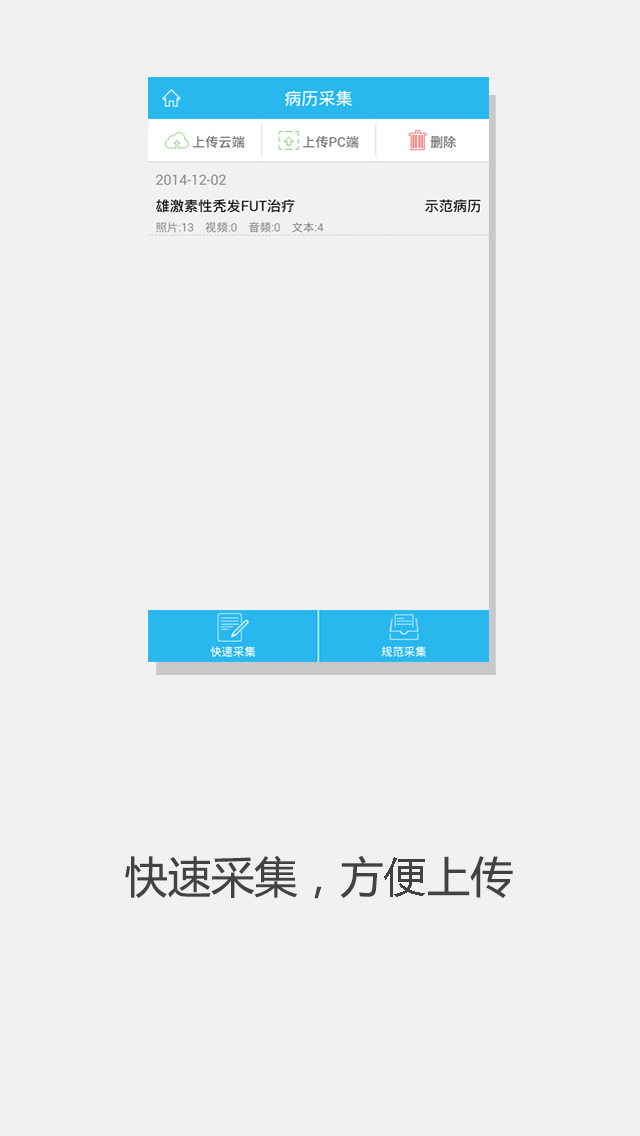 病历采集
上传云端 上传PC端 删除
2014-12-02
雄激素性秃发FUT治疗 示范病历
照片:13 视频:0 音频:0 文本:4
快速采集 规范采集
快速采集，方便上传